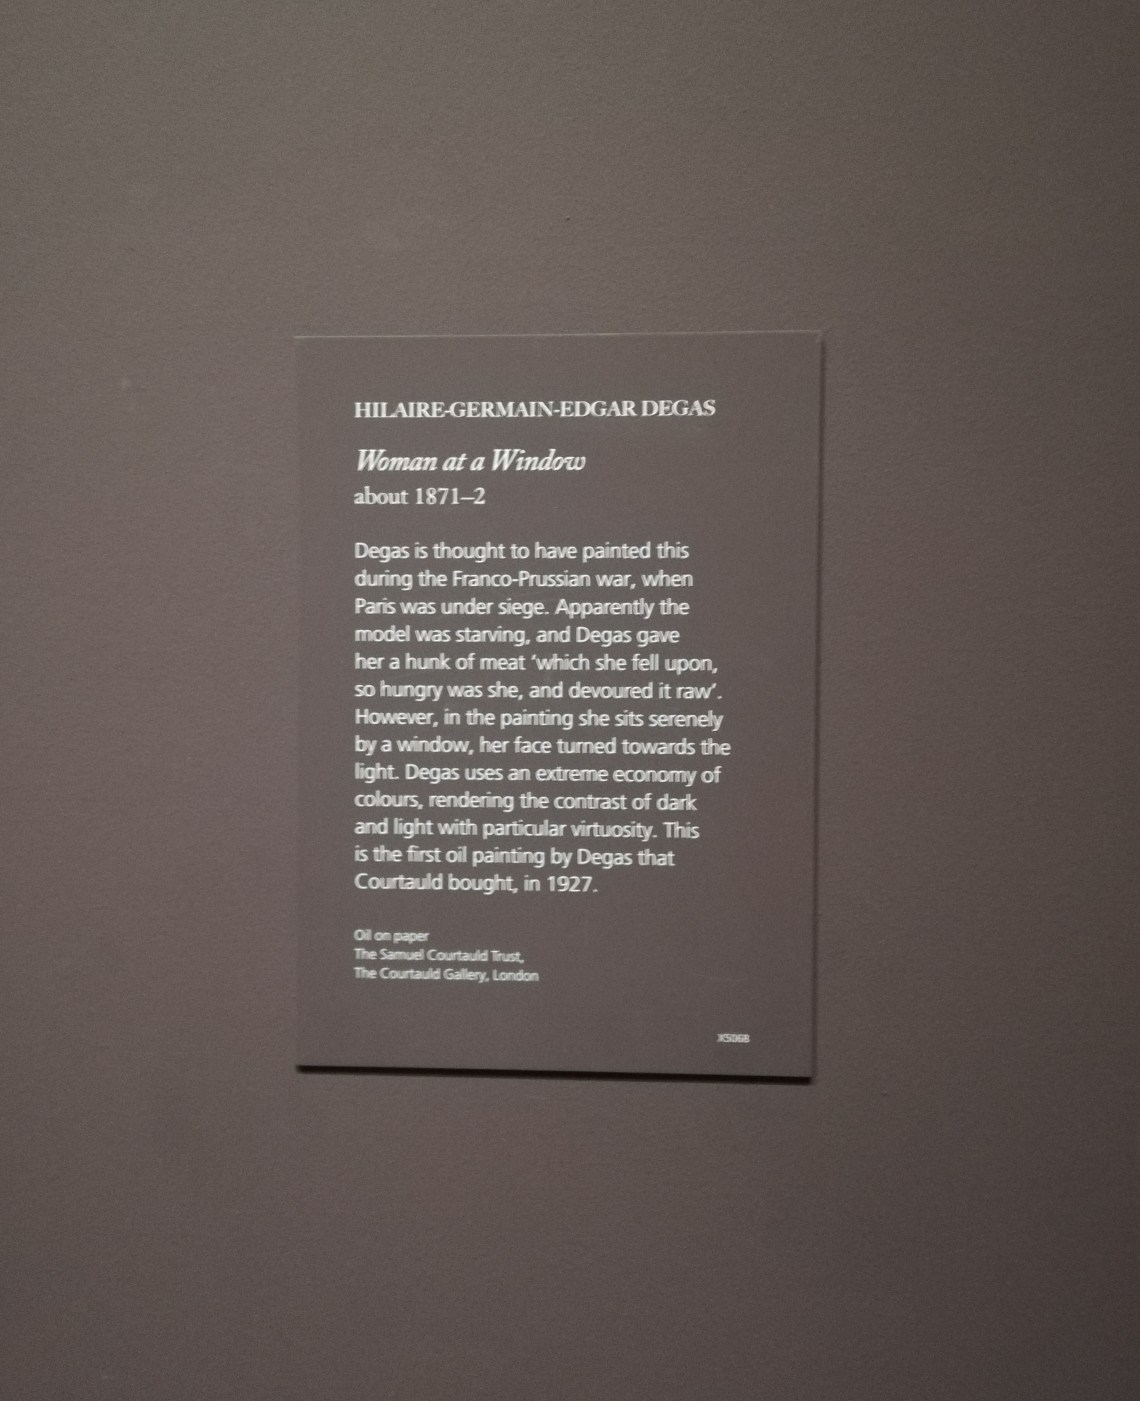 HILAIRE-GERMAIN-EDGAR DEGAS
Woman at a Window
about 1871–2
Degas is thought to have painted this
during the Franco-Prussian war, when
Paris was under siege. Apparently the
model was starving, and Degas gave
her a hunk of meat ‘which she fell upon,
so hungry was she, and devoured it raw’.
However, in the painting she sits serenely
by a window, her face turned towards the
light. Degas uses an extreme economy of
colours, rendering the contrast of dark
and light with particular virtuosity. This
is the first oil painting by Degas that
Courtauld bought, in 1927.
Oil on paper
The Samuel Courtauld Trust,
The Courtauld Gallery, London
X5068